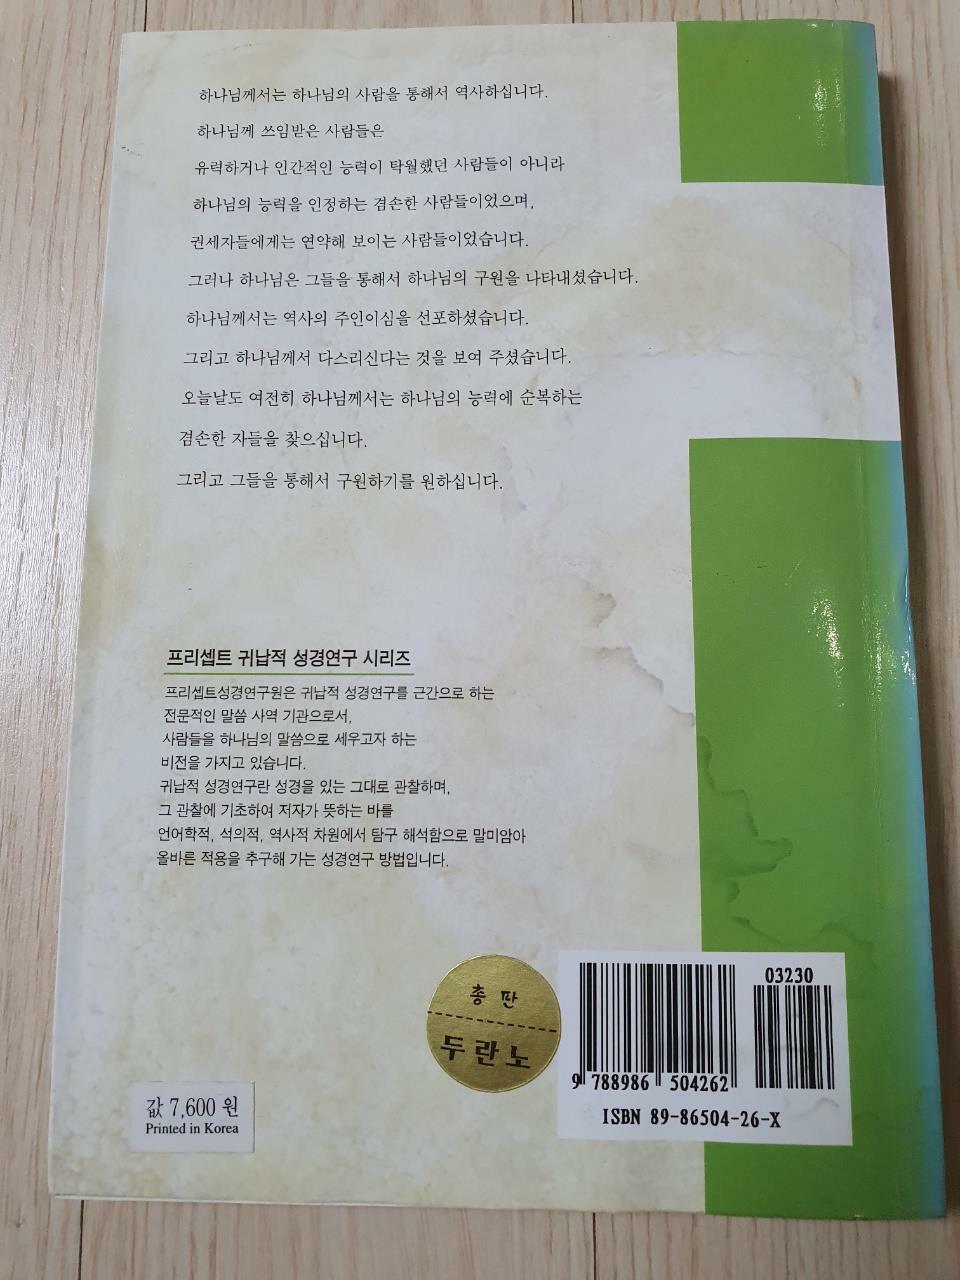 하나님께서는 하나님의 사람을 통해서 역사하십니다.
하나님께 쓰임받은 사람들은
유력하거나 인간적인 능력이 탁월했던 사람들이 아니라
하나님의 능력을 인정하는 겸손한 사람들이었으며,
권세자들에게는 연약해 보이는 사람들이었습니다.
그러나 하나님은 그들을 통해서 하나님의 구원을 나타내셨습니다.
하나님께서는 역사의 주인이심을 선포하셨습니다.
그리고 하나님께서 다스리신다는 것을 보여 주셨습니다.
오늘날도 여전히 하나님께서는 하나님의 능력에 순복하는
겸손한 자들을 찾으십니다.
그리고 그들을 통해서 구원하기를 원하십니다.
프리셉트 귀납적 성경연구 시리즈
프리셉트성경연구원은 귀납적 성경연구를 근간으로 하는
전문적인 말씀 사역 기관으로서,
사람들을 하나님의 말씀으로 세우고자 하는
비전을 가지고 있습니다.
귀납적 성경연구란 성경을 있는 그대로 관찰하며,
그 관찰에 기초하여 저자가 뜻하는 바를
언어학적, 석의적, 역사적 차원에서 탐구 해석함으로 말미암아
올바른 적용을 추구해 가는 성경연구 방법입니다.
총 판
두란노
03230
9 788986 504262
ISBN 89-86504-26-X
값 7,600 원
Printed in Korea